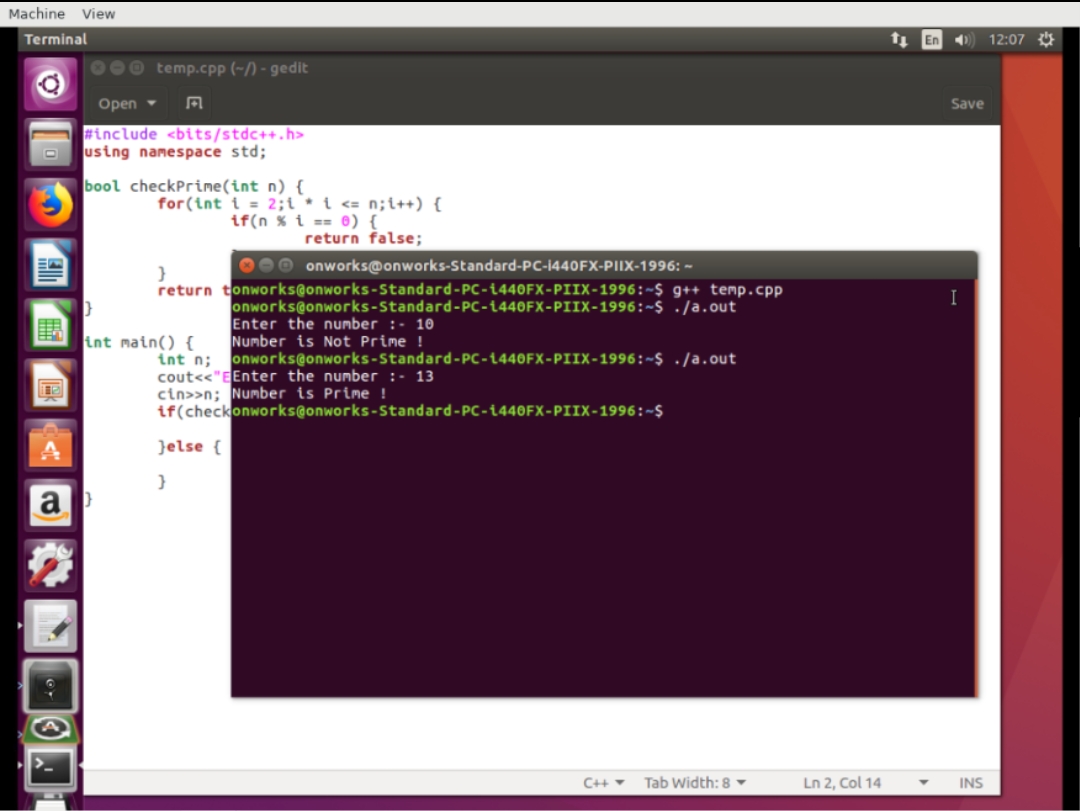 Machine View
Terminal
En
12:07
temp.cpp (~/) - gedit
Open
Save
#include <bits/stdc++.h>
using namespace std;
bool checkPrime(int n) {
for(int i = 2;i * i <= n;i++) {
if(n % i == 0) {
return false;
}
return t
}
int main() {
int n;
cout<<"E
cin>>n;
if(check
}else {
}
}
onworks@onworks-Standard-PC-i440FX-PIIX-1996: ~
onworks@onworks-Standard-PC-i440FX-PIIX-1996:~$ g++ temp.cpp
onworks@onworks-Standard-PC-i440FX-PIIX-1996:~$ ./a.out
Enter the number :- 10
Number is Not Prime !
onworks@onworks-Standard-PC-i440FX-PIIX-1996:~$ ./a.out
Enter the number :- 13
Number is Prime !
onworks@onworks-Standard-PC-i440FX-PIIX-1996:~$
a
C++ Tab Width: 8 Ln 2, Col 14 INS